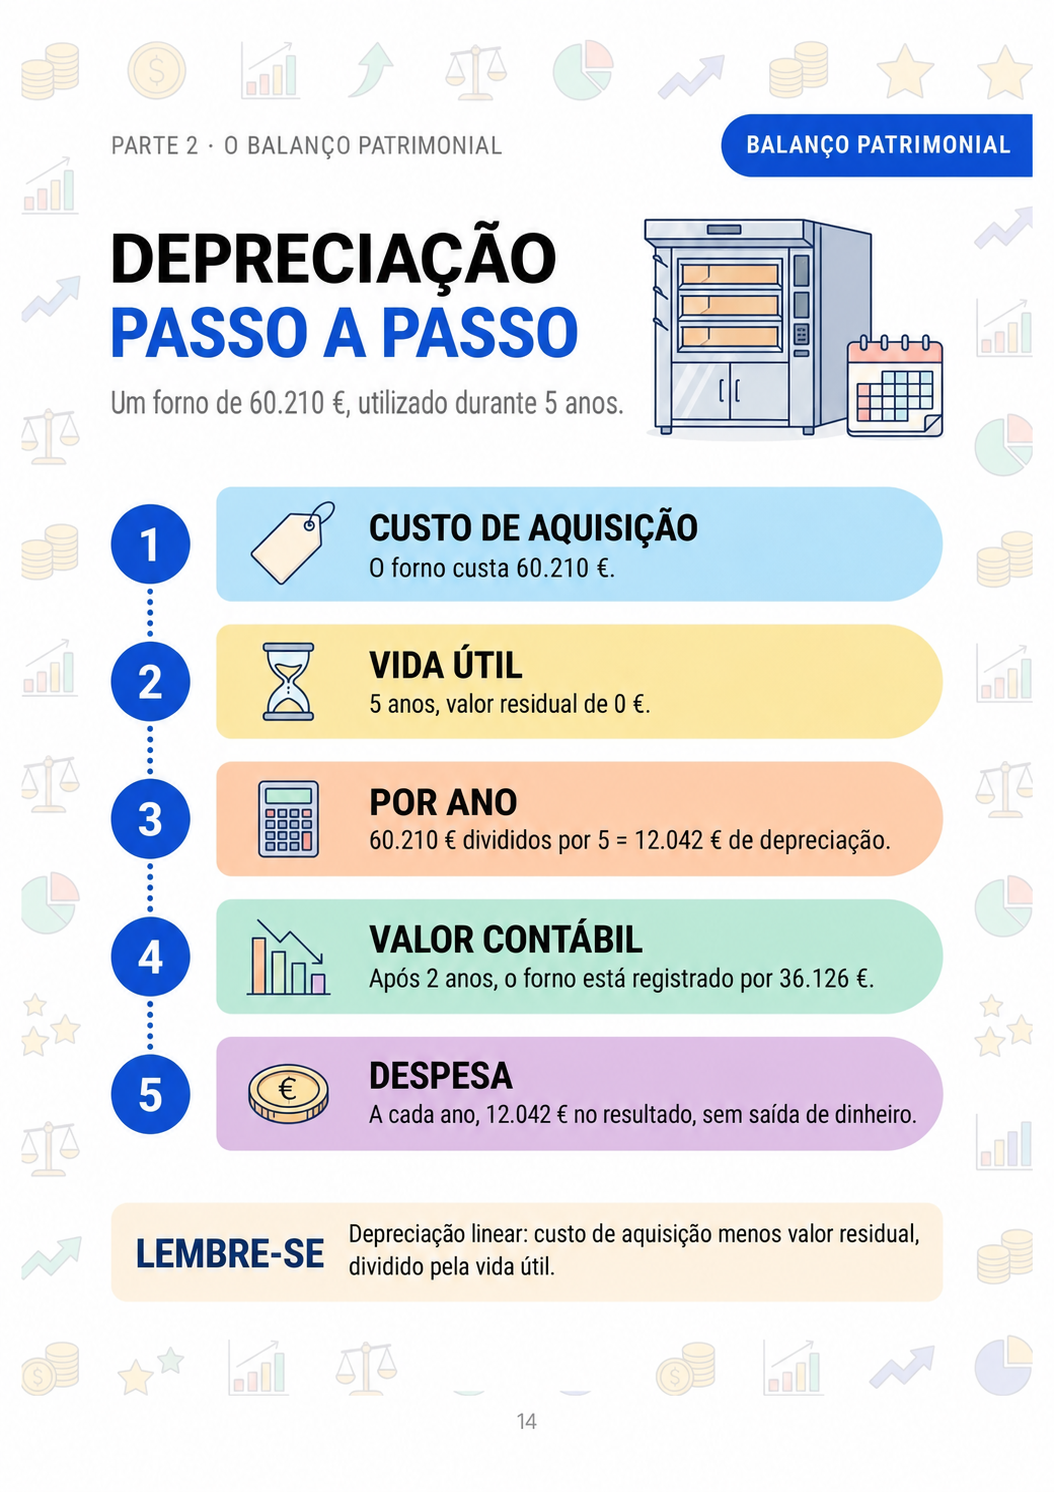 PARTE 2 · O BALANÇO PATRIMONIAL
BALANÇO PATRIMONIAL
DEPRECIAÇÃO
PASSO A PASSO
Um forno de 60.210 €, utilizado durante 5 anos.
1
CUSTO DE AQUISIÇÃO
O forno custa 60.210 €.
2
VIDA ÚTIL
5 anos, valor residual de 0 €.
3
POR ANO
60.210 € divididos por 5 = 12.042 € de depreciação.
4
VALOR CONTÁBIL
Após 2 anos, o forno está registrado por 36.126 €.
5
€
DESPESA
A cada ano, 12.042 € no resultado, sem saída de dinheiro.
LEMBRE-SE
Depreciação linear: custo de aquisição menos valor residual,
dividido pela vida útil.
14